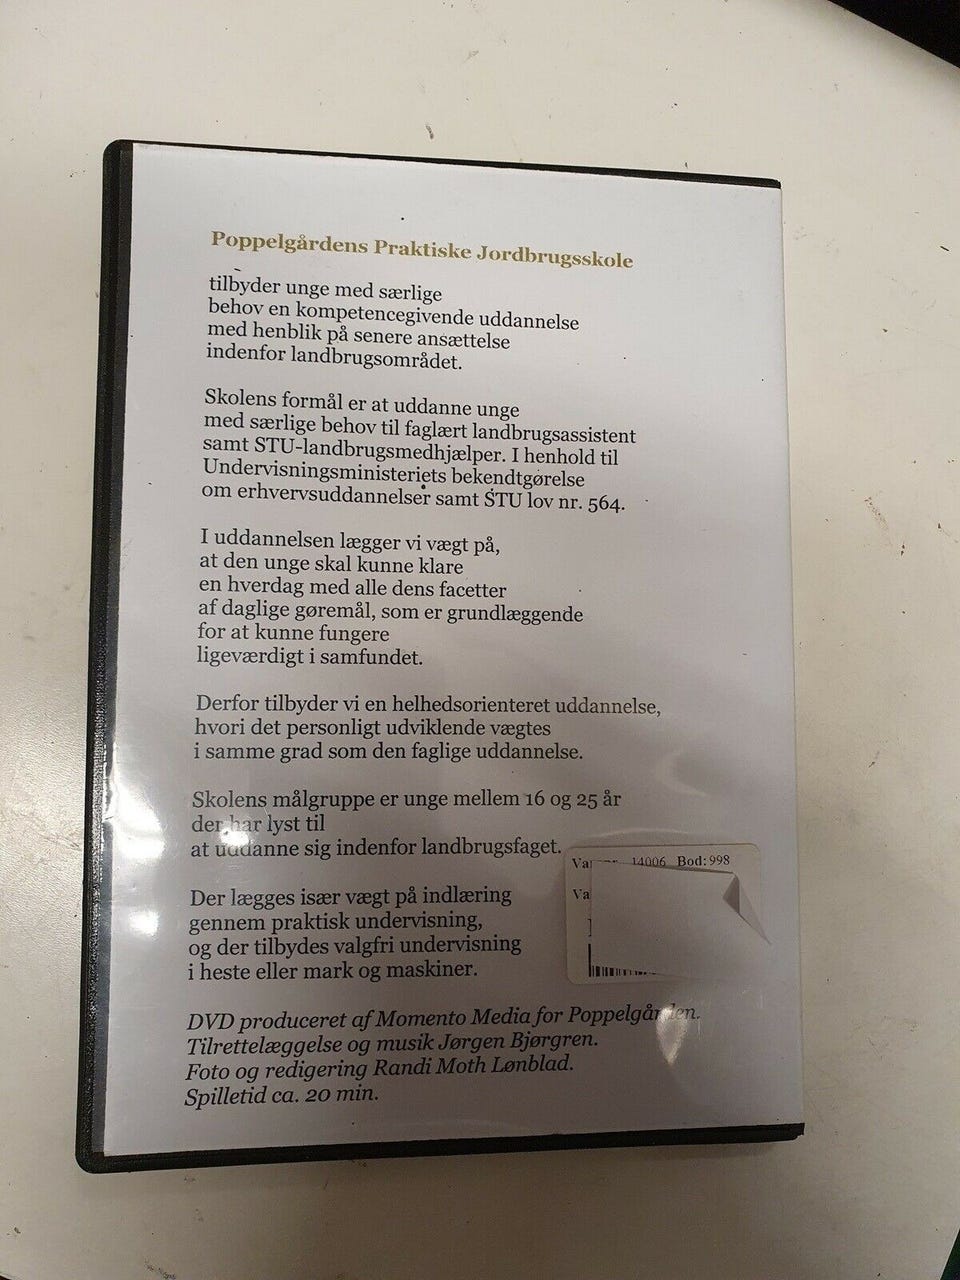 Poppelgårdens Praktiske Jordbrugsskole
tilbyder unge med særlige
behov en kompetencegivende uddannelse
med henblik på senere ansættelse
indenfor landbrugsområdet.
Skolens formål er at uddanne unge
med særlige behov til faglært landbrugsassistent
samt STU-landbrugsmedhjælper. I henhold til
Undervisningsministeriets bekendtgørelse
om erhvervsuddannelser samt STU lov nr. 564.
I uddannelsen lægger vi vægt på,
at den unge skal kunne klare
en hverdag med alle dens facetter
af daglige gøremål, som er grundlæggende
for at kunne fungere
ligeværdigt i samfundet.
Derfor tilbyder vi en helhedsorienteret uddannelse,
hvori det personligt udviklende vægtes
i samme grad som den faglige uddannelse.
Skolens målgruppe er unge mellem 16 og 25 år
der har lyst til
at uddanne sig indenfor landbrugsfaget.
14006 Bod: 998
Der lægges især vægt på indlæring
gennem praktisk undervisning,
og der tilbydes valgfri undervisning
i heste eller mark og maskiner.
DVD produceret af Momento Media for Poppelgården.
Tilrettelæggelse og musik Jørgen Bjørgren.
Foto og redigering Randi Moth Lønblad.
Spilletid ca. 20 min.